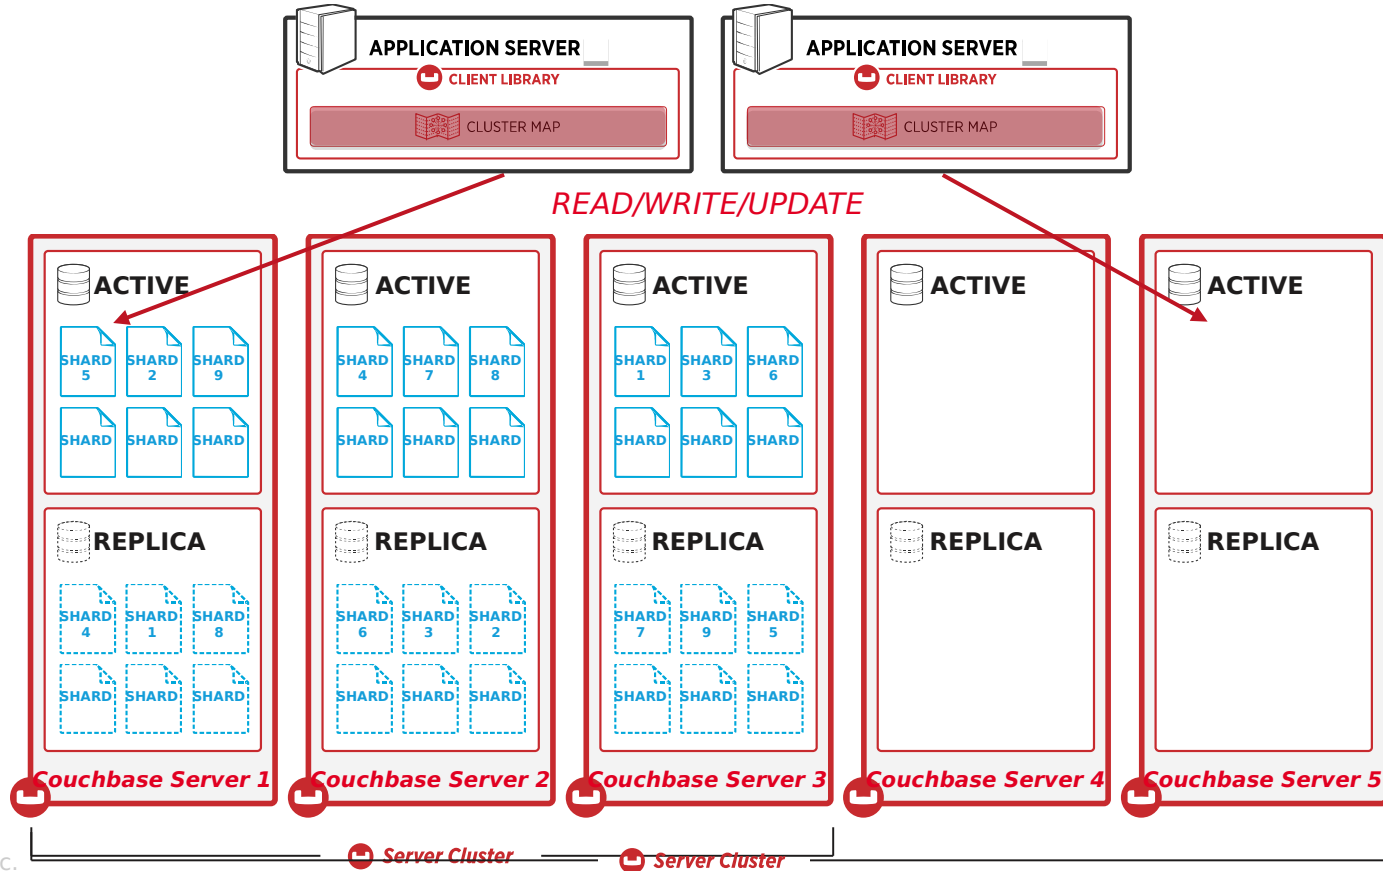 APPLICATION SERVER
CLIENT LIBRARY
CLUSTER MAP
APPLICATION SERVER
CLIENT LIBRARY
CLUSTER MAP
READ/WRITE/UPDATE
ACTIVE
SHARD 5
SHARD 2
SHARD 9
SHARD
SHARD
SHARD
REPLICA
SHARD 4
SHARD 1
SHARD 8
SHARD
SHARD
SHARD
Couchbase Server 1
ACTIVE
SHARD 4
SHARD 7
SHARD 8
SHARD
SHARD
SHARD
REPLICA
SHARD 6
SHARD 3
SHARD 2
SHARD
SHARD
SHARD
Couchbase Server 2
ACTIVE
SHARD 1
SHARD 3
SHARD 6
SHARD
SHARD
SHARD
REPLICA
SHARD 7
SHARD 9
SHARD 5
SHARD
SHARD
SHARD
Couchbase Server 3
ACTIVE
REPLICA
Couchbase Server 4
ACTIVE
REPLICA
Couchbase Server 5
Server Cluster
Server Cluster
c.